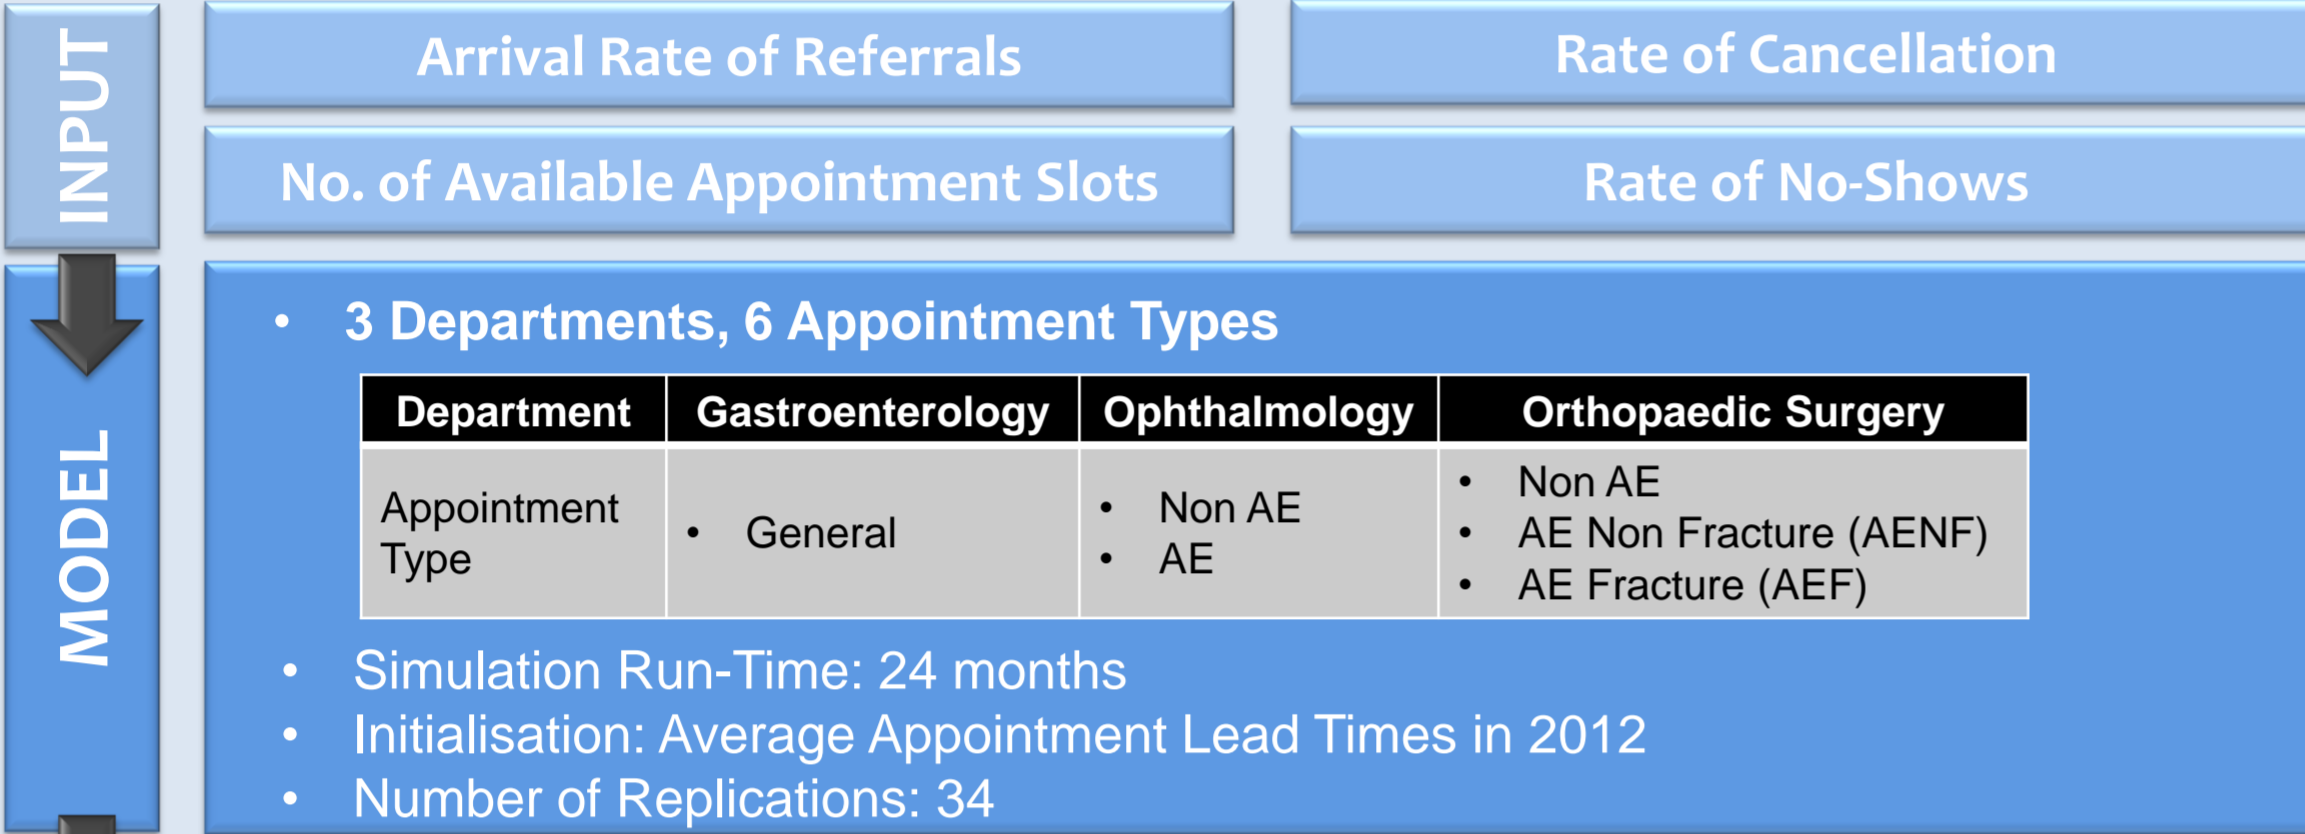 INPUT
Arrival Rate of Referrals
Rate of Cancellation
No. of Available Appointment Slots
Rate of No-Shows
MODEL
• 3 Departments, 6 Appointment Types
Department Gastroenterology Ophthalmology Orthopaedic Surgery
Appointment
Type
• General
• Non AE
• AE
• Non AE
• AE Non Fracture (AENF)
• AE Fracture (AEF)
• Simulation Run-Time: 24 months
• Initialisation: Average Appointment Lead Times in 2012
• Number of Replications: 34